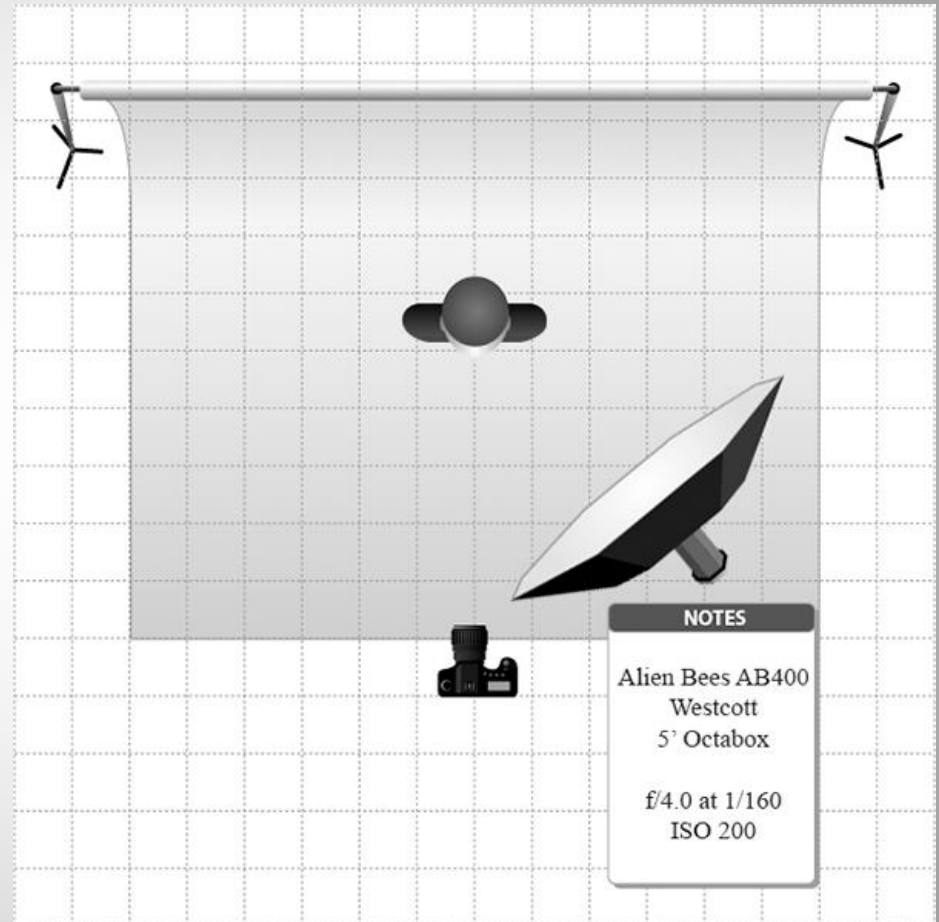 NOTES
Alien Bees AB400
Westcott
5’ Octabox
f/4.0 at 1/160
ISO 200